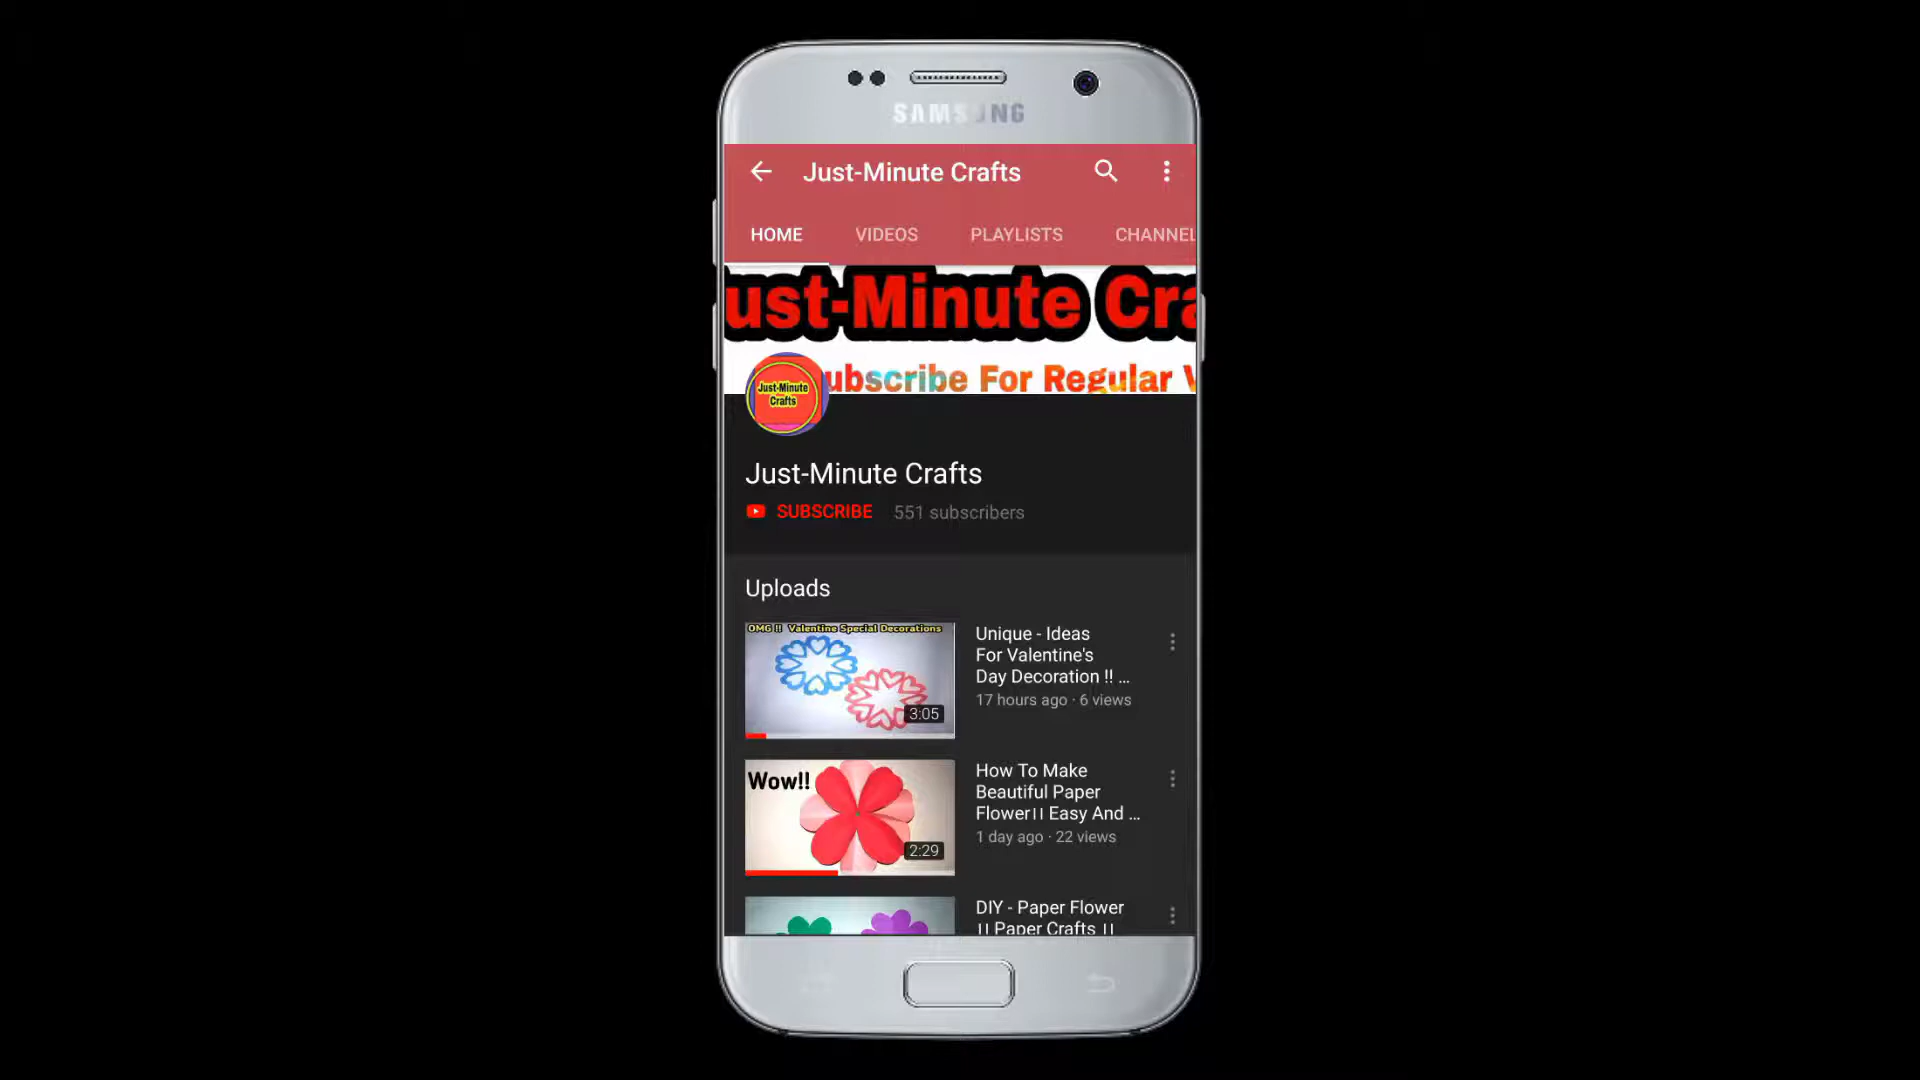 SAMSUNG
Just-Minute Crafts
HOME VIDEOS PLAYLISTS CHANNEL
ust-Minute Cra
ubscribe For Regular V
Just-Minute
Crafts
Just-Minute Crafts
SUBSCRIBE 551 subscribers
Uploads
OMG !! Valentine Special Decorations
3:05
Unique - Ideas
For Valentine's
Day Decoration !! ...
17 hours ago · 6 views
Wow!!
2:29
How To Make
Beautiful Paper
Flower।। Easy And ...
1 day ago · 22 views
DIY - Paper Flower
।। Paper Crafts ।।